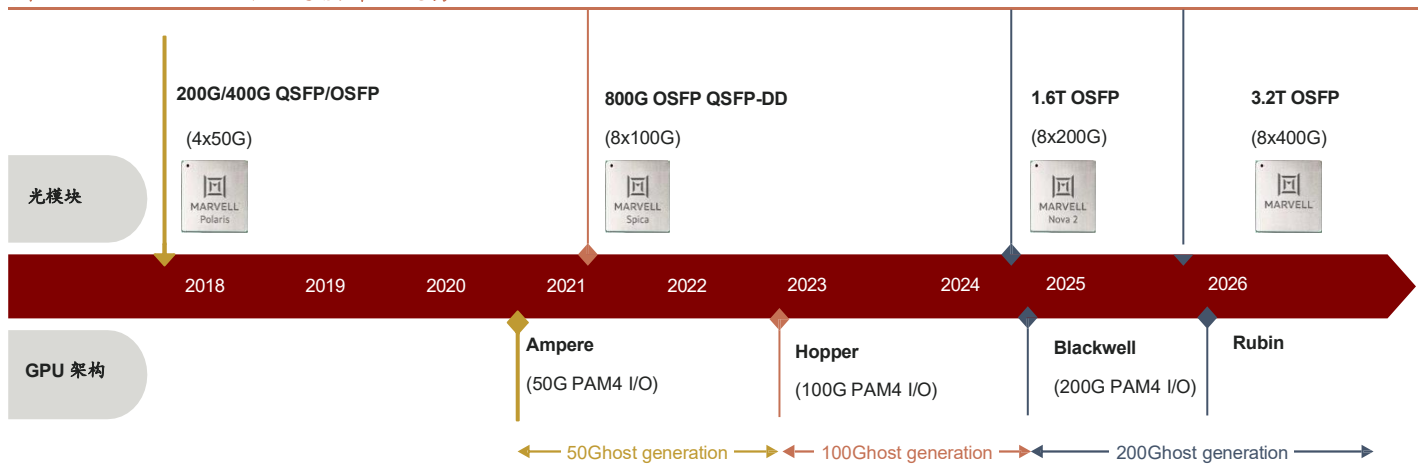 200G/400G QSFP/OSFP
800G OSFP QSFP-DD
1.6T OSFP
3.2T OSFP
(4x50G)
(8x100G)
(8x200G)
(8x400G)
光模块
MARVELL
Polaris
MARVELL
Spica
MARVELL
Nova 2
MARVELL
2018
2019
2020
2021
2022
2023
2024
2025
2026
GPU 架构
Ampere
(50G PAM4 I/O)
Hopper
(100G PAM4 I/O)
Blackwell
(200G PAM4 I/O)
Rubin
50Ghost generation
100Ghost generation
200Ghost generation